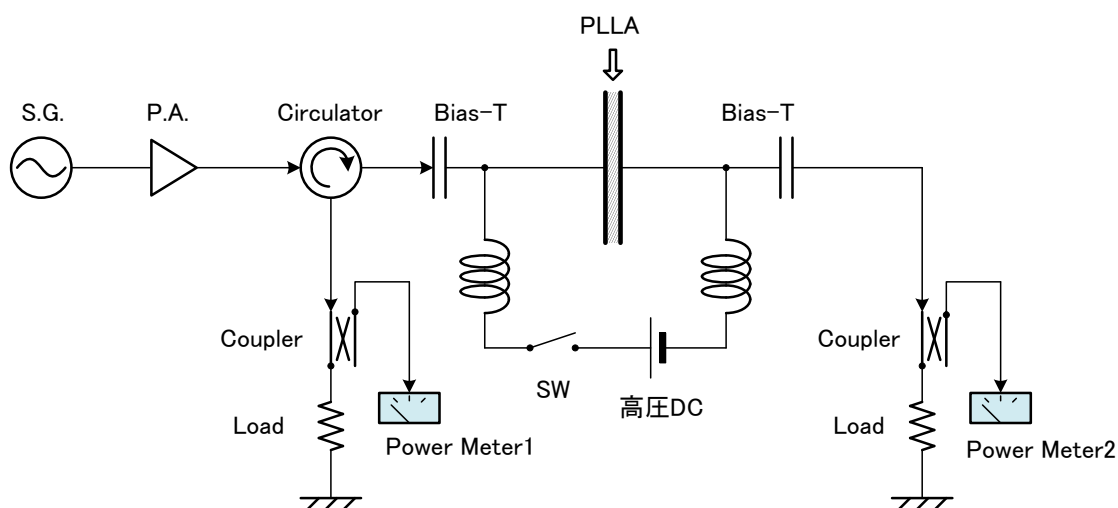 PLLA
S.G.
P.A.
Circulator
Bias-T
Bias-T
Coupler
Coupler
SW
高圧DC
Load
Load
Power Meter1
Power Meter2